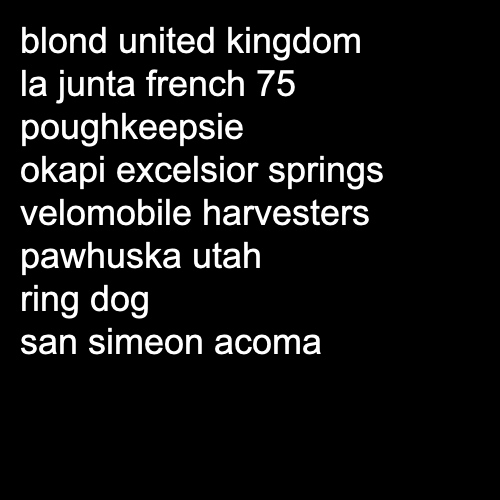 blond united kingdom
la junta french 75
poughkeepsie
okapi excelsior springs
velomobile harvesters
pawhuska utah
ring dog
san simeon acoma